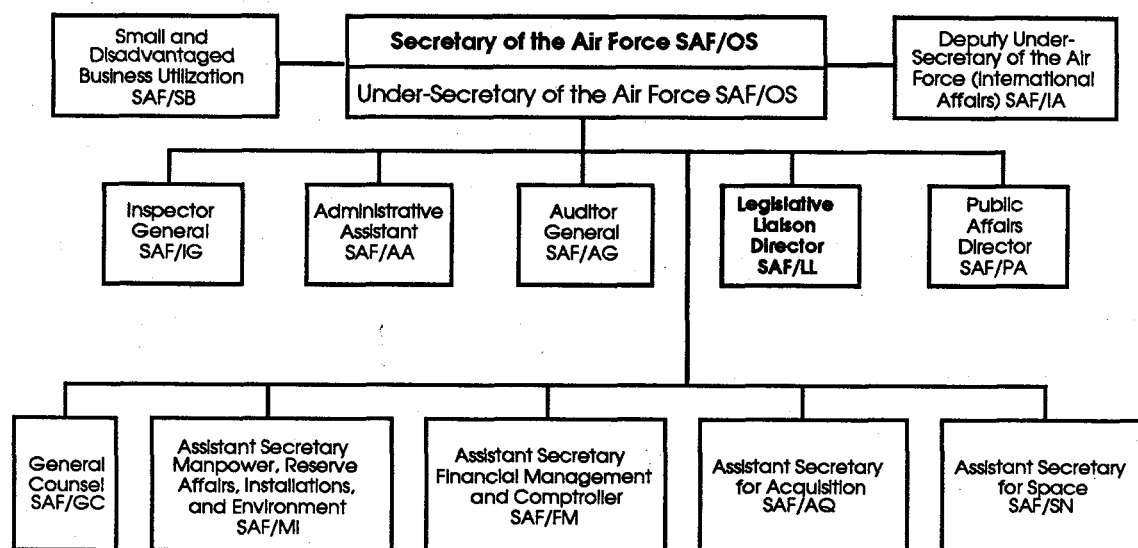 Small and
Disadvantaged
Business Utilization
SAF/SB
Secretary of the Air Force SAF/OS
Under-Secretary of the Air Force SAF/OS
Deputy Under-
Secretary of the Air
Force (International
Affairs) SAF/IA
Inspector
General
SAF/IG
Administrative
Assistant
SAF/AA
Auditor
General
SAF/AG
Legislative
Liaison
Director
SAF/LL
Public
Affairs
Director
SAF/PA
General
Counsel
SAF/GC
Assistant Secretary
Manpower, Reserve
Affairs, Installations,
and Environment
SAF/MI
Assistant Secretary
Financial Management
and Comptroller
SAF/FM
Assistant Secretary
for Acquisition
SAF/AQ
Assistant Secretary
for Space
SAF/SN